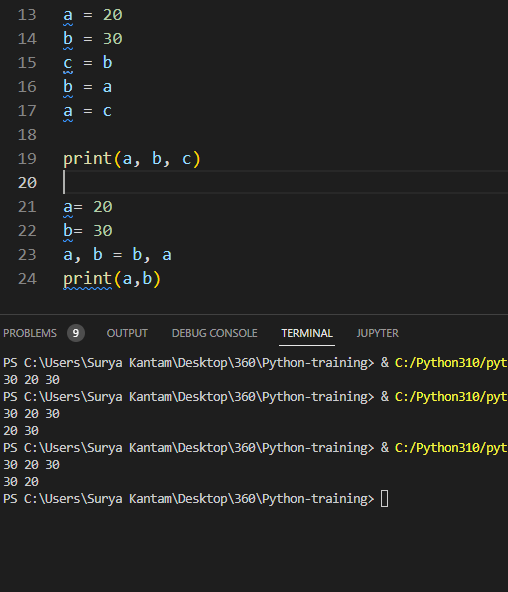 13 a = 20
14 b = 30
15 c = b
16 b = a
17 a = c
18
19 print(a, b, c)
20
21 a= 20
22 b= 30
23 a, b = b, a
24 print(a,b)
PROBLEMS 9 OUTPUT DEBUG CONSOLE TERMINAL JUPYTER
PS C:\Users\Surya Kantam\Desktop\360\Python-training> & C:/Python310/pyt
30 20 30
PS C:\Users\Surya Kantam\Desktop\360\Python-training> & C:/Python310/pyt
30 20 30
20 30
PS C:\Users\Surya Kantam\Desktop\360\Python-training> & C:/Python310/pyt
30 20 30
30 20
PS C:\Users\Surya Kantam\Desktop\360\Python-training>